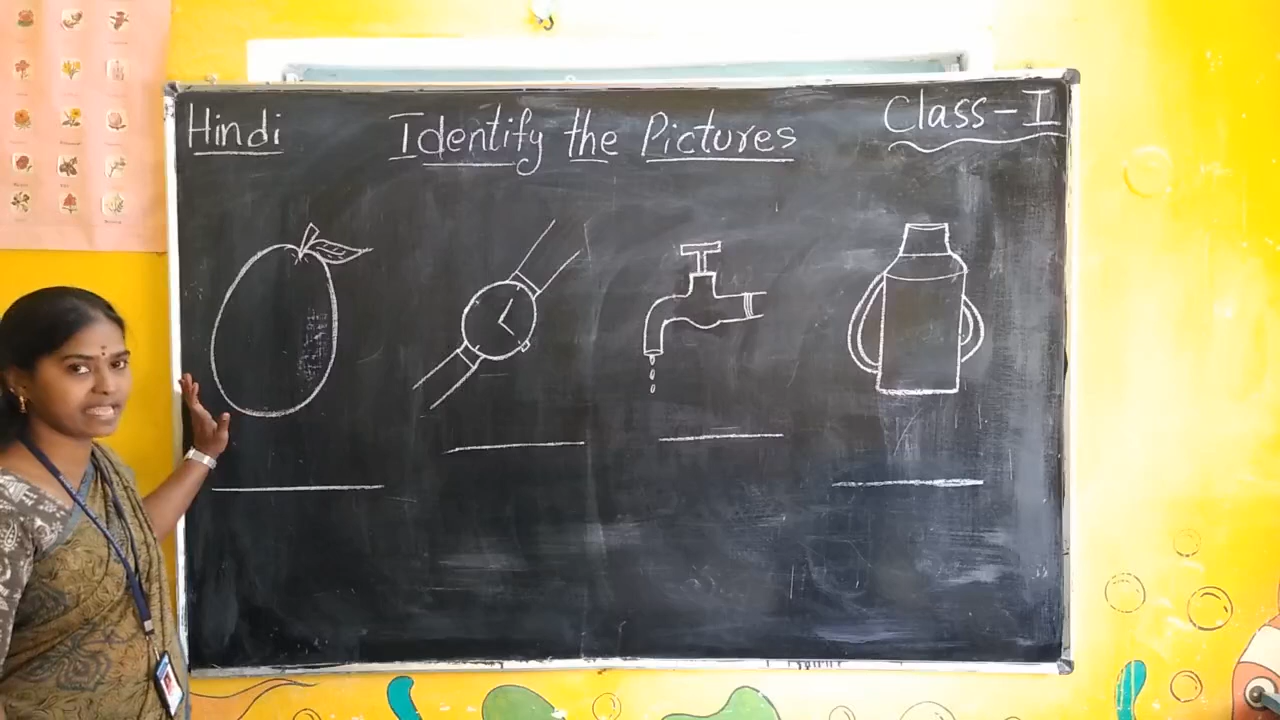 Hindi
Identify the Pictures
Class-I